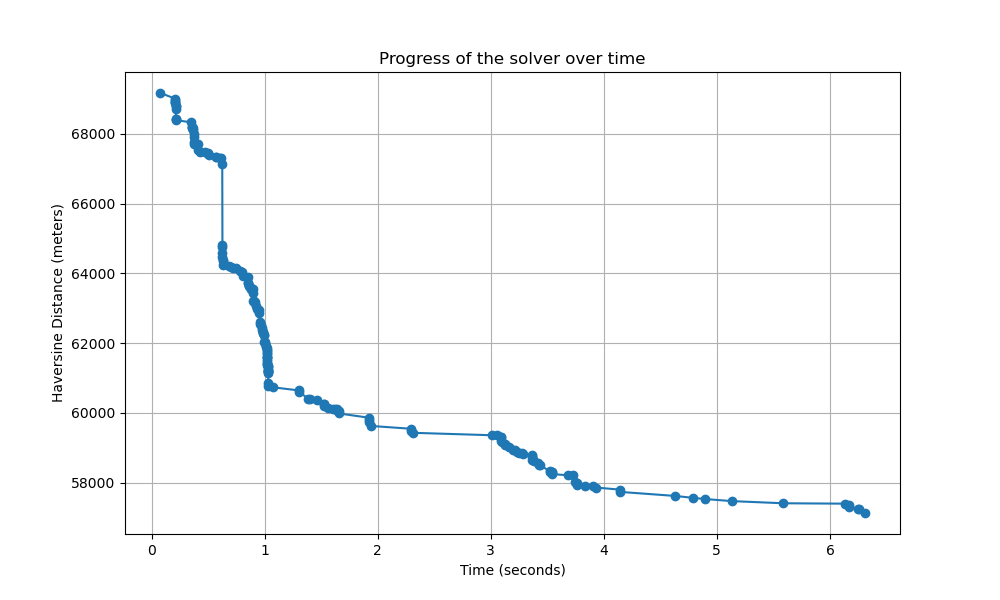 Progress of the solver over time
Haversine Distance (meters)
68000
66000
64000
62000
60000
58000
0 1 2 3 4 5 6
Time (seconds)